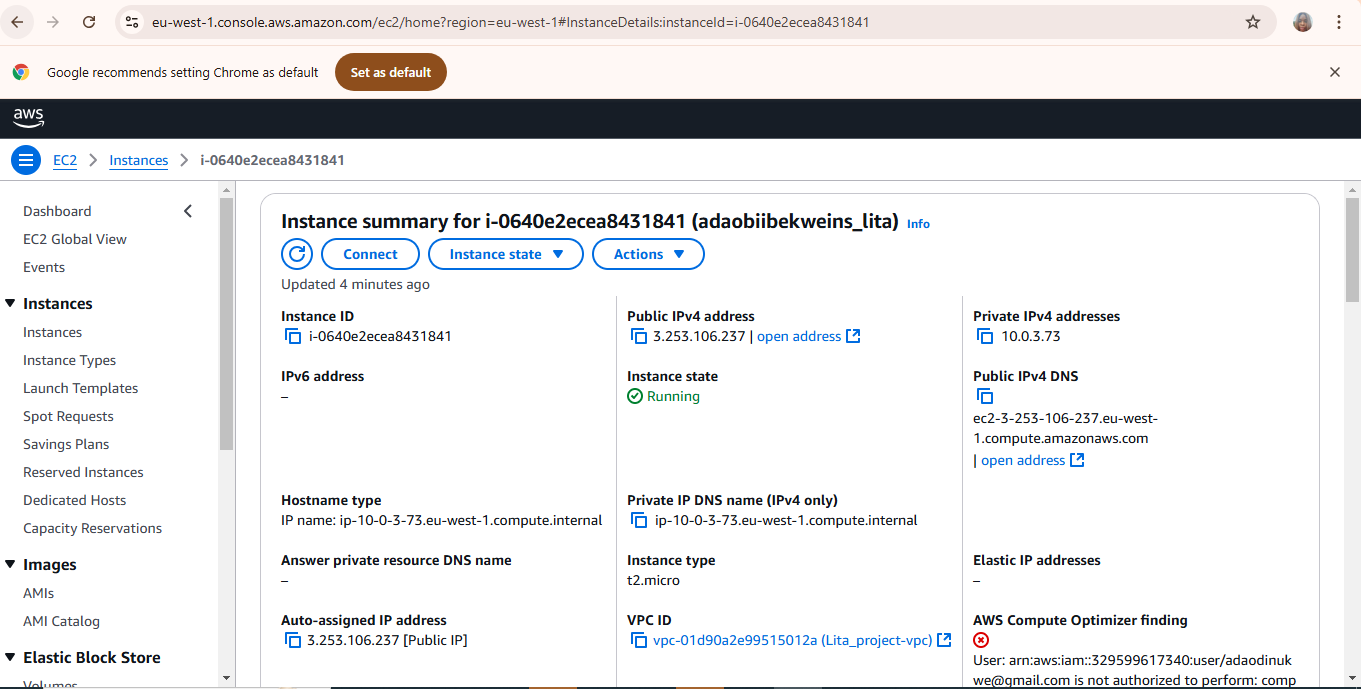 eu-west-1.console.aws.amazon.com/ec2/home?region=eu-west-1#InstanceDetails:instanceId=i-0640e2ecea8431841
Google recommends setting Chrome as default
Set as default
aws
EC2
Instances
i-0640e2ecea8431841
Dashboard
EC2 Global View
Events
Instances
Instances
Instance Types
Launch Templates
Spot Requests
Savings Plans
Reserved Instances
Dedicated Hosts
Capacity Reservations
Images
AMIs
AMI Catalog
Elastic Block Store
Volumes
Instance summary for i-0640e2ecea8431841 (adaobiibekweins_lita) Info
Connect
Instance state
Actions
Updated 4 minutes ago
Instance ID
i-0640e2ecea8431841
Public IPv4 address
3.253.106.237 | open address
Private IPv4 addresses
10.0.3.73
IPv6 address
–
Instance state
Running
Public IPv4 DNS
ec2-3-253-106-237.eu-west-
1.compute.amazonaws.com
| open address
Hostname type
IP name: ip-10-0-3-73.eu-west-1.compute.internal
Private IP DNS name (IPv4 only)
ip-10-0-3-73.eu-west-1.compute.internal
Answer private resource DNS name
–
Instance type
t2.micro
Elastic IP addresses
–
Auto-assigned IP address
3.253.106.237 [Public IP]
VPC ID
vpc-01d90a2e99515012a (Lita_project-vpc)
AWS Compute Optimizer finding
User: arn:aws:iam::329599617340:user/adaodinuk
we@gmail.com is not authorized to perform: comp